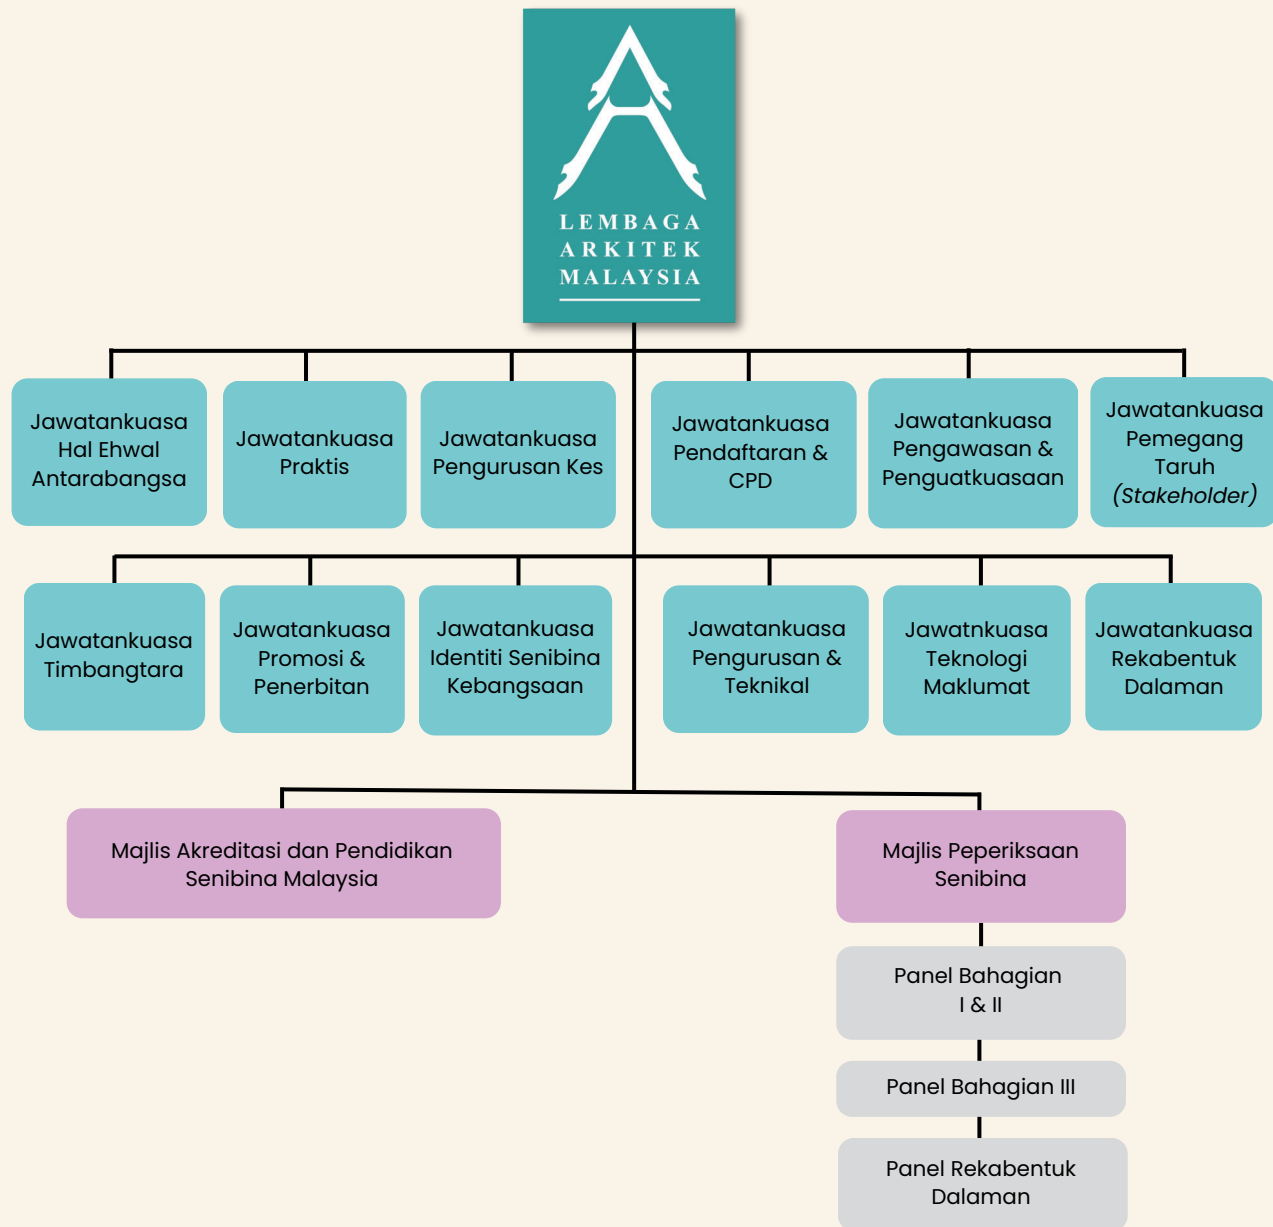 LEMBAGA
ARKITEK
MALAYSIA
Jawatankuasa
Hal Ehwal
Antarabangsa
Jawatankuasa
Praktis
Jawatankuasa
Pengurusan Kes
Jawatankuasa
Pendaftaran &
CPD
Jawatankuasa
Pengawasan &
Penguatkuasaan
Jawatankuasa
Pemegang
Taruh
(Stakeholder)
Jawatankuasa
Timbangtara
Jawatankuasa
Promosi &
Penerbitan
Jawatankuasa
Identiti Senibina
Kebangsaan
Jawatankuasa
Pengurusan &
Teknikal
Jawatnkuasa
Teknologi
Maklumat
Jawatankuasa
Rekabentuk
Dalaman
Majlis Akreditasi dan Pendidikan
Senibina Malaysia
Majlis Peperiksaan
Senibina
Panel Bahagian
I & II
Panel Bahagian III
Panel Rekabentuk
Dalaman